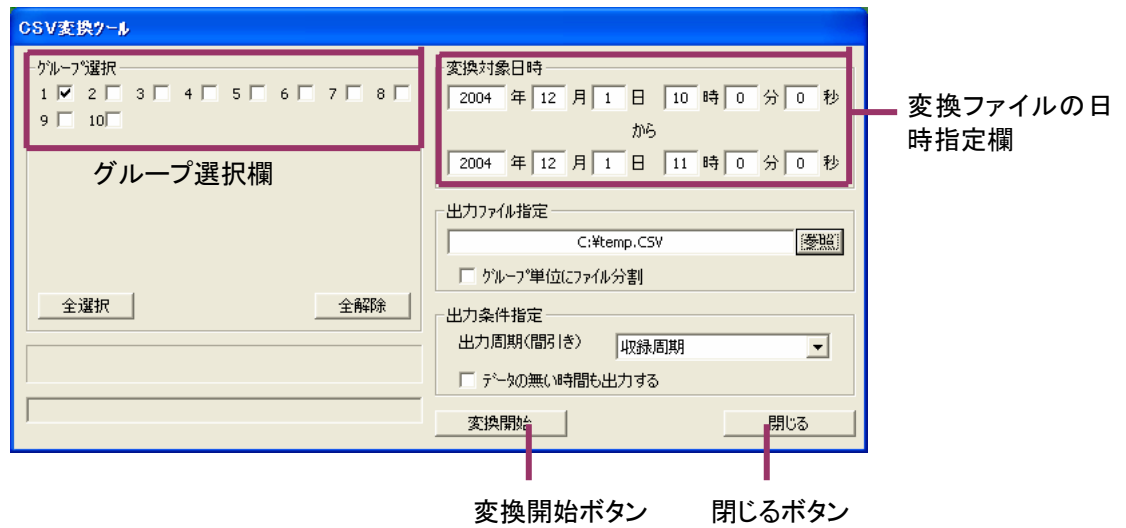 CSV変換ツール
グループ選択
1 2 3 4 5 6 7 8
9 10
グループ選択欄
全選択 全解除
変換対象日時
2004 年 12 月 1 日 10 時 0 分 0 秒
から
2004 年 12 月 1 日 11 時 0 分 0 秒
出力ファイル指定
C:¥temp.CSV 参照
グループ単位にファイル分割
出力条件指定
出力周期(間引き) 収録周期
データの無い時間も出力する
変換開始 閉じる
変換ファイルの日
時指定欄
変換開始ボタン 閉じるボタン